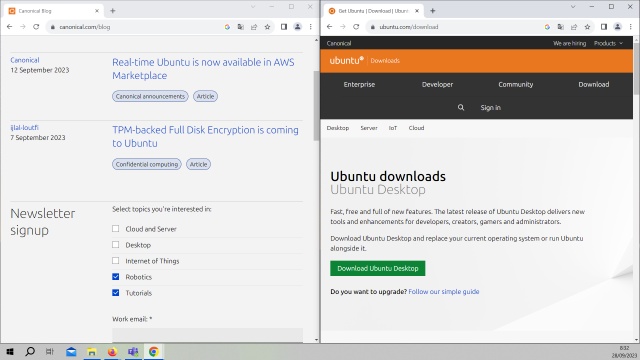 Canonical Blog
canonical.com/blog
Canonical
12 September 2023
Real-time Ubuntu is now available in AWS
Marketplace
Canonical announcements
Article
ijlal-loutfi
7 September 2023
TPM-backed Full Disk Encryption is coming
to Ubuntu
Confidential computing
Article
Newsletter
signup
Select topics you're interested in:
Cloud and Server
Desktop
Internet of Things
Robotics
Tutorials
Work email: *
Get Ubuntu | Download | Ubuntu
ubuntu.com/download
Canonical
We are hiring
Products
ubuntu
Downloads
Enterprise
Developer
Community
Download
Sign in
Desktop
Server
IoT
Cloud
Ubuntu downloads
Ubuntu Desktop
Fast, free and full of new features. The latest release of Ubuntu Desktop delivers new
tools and enhancements for developers, creators, gamers and administrators.
Download Ubuntu Desktop and replace your current operating system or run Ubuntu
alongside it.
Download Ubuntu Desktop
Do you want to upgrade? Follow our simple guide
8:32
28/09/2023